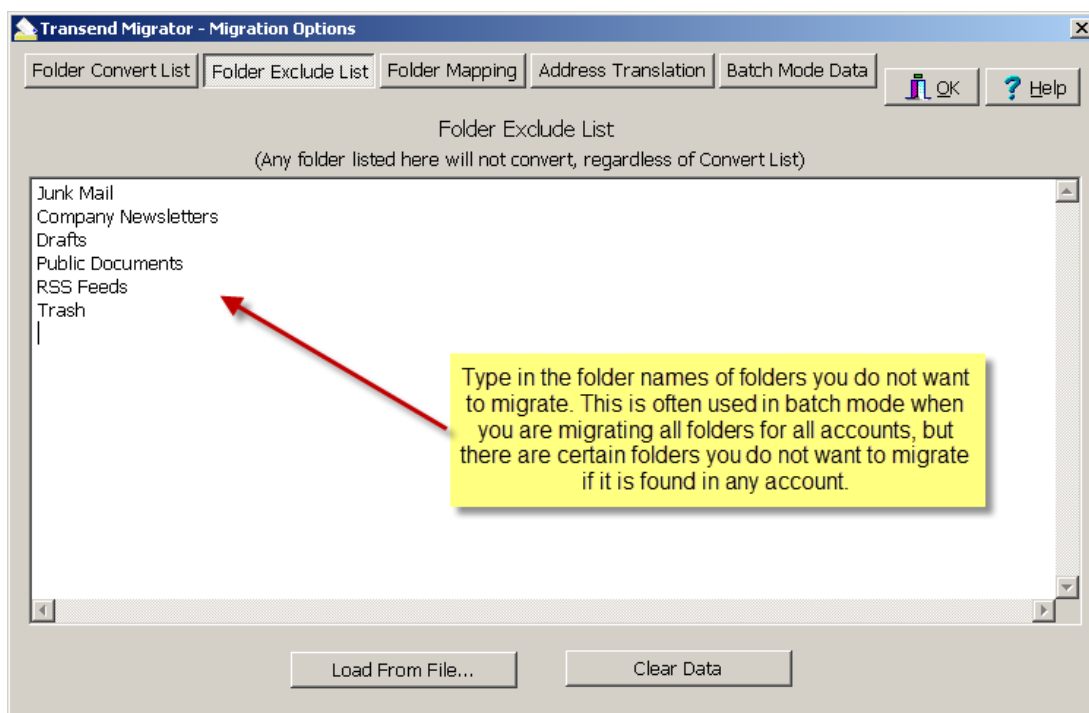 Transend Migrator - Migration Options
Folder Convert List
Folder Exclude List
Folder Mapping
Address Translation
Batch Mode Data
OK
Help
Folder Exclude List
(Any folder listed here will not convert, regardless of Convert List)
Junk Mail
Company Newsletters
Drafts
Public Documents
RSS Feeds
Trash
Type in the folder names of folders you do not want
to migrate. This is often used in batch mode when
you are migrating all folders for all accounts, but
there are certain folders you do not want to migrate
if it is found in any account.
Load From File...
Clear Data